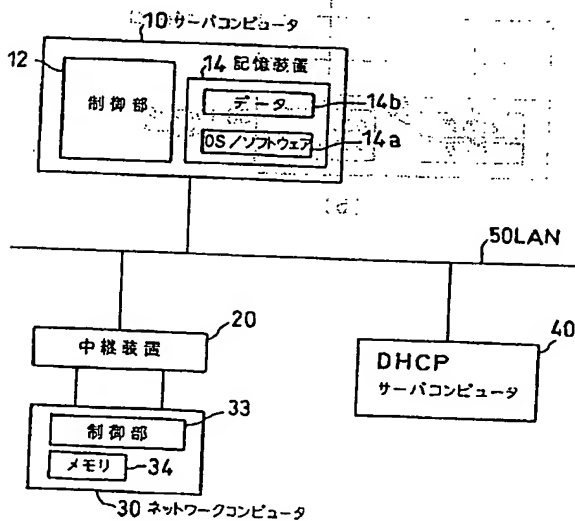 10 サーバコンピュータ
12
14 記憶装置
制御部
データ
14b
OS/ソフトウェア
14a
(d)
50LAN
20
中継装置
40
DHCP
サーバコンピュータ
33
制御部
メモリ
34
30 ネットワークコンピュータ